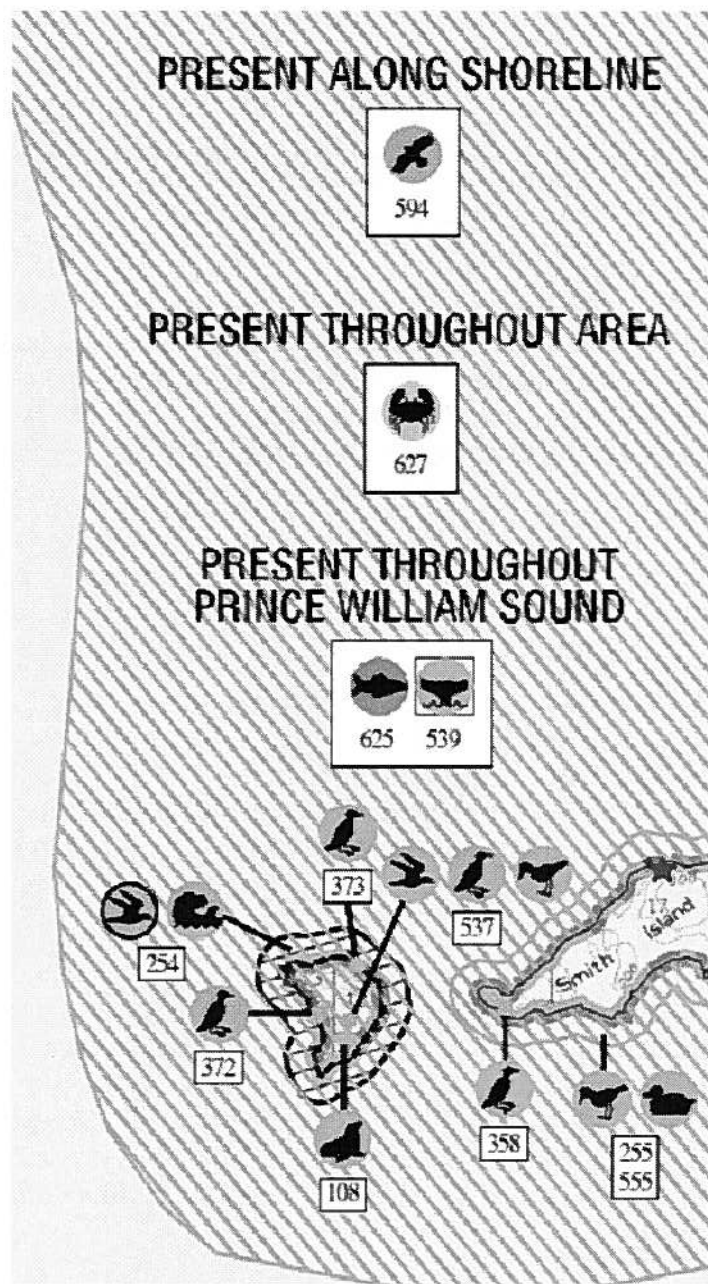 PRESENT ALONG SHORELINE
594
PRESENT THROUGHOUT AREA
627
PRESENT THROUGHOUT
PRINCE WILLIAM SOUND
625 539
373
537
254
372
108
Smith Island
358
255
555